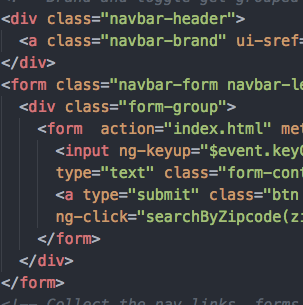 <!-- Brand and toggle get grouped
<div class="navbar-header">
<a class="navbar-brand" ui-sref=
</div>
<form class="navbar-form navbar-le
<div class="form-group">
<form  action="index.html" met
<input ng-keyup="$event.keyC
type="text" class="form-cont
<a type="submit" class="btn
ng-click="searchByZipcode(zi
</form>
</div>
</form>
<!-- Collect the nav links, forms